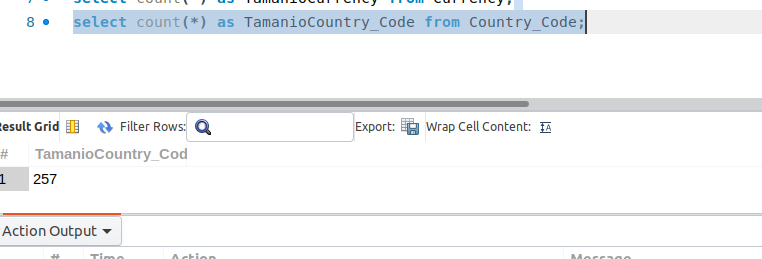 7 select count(*) as TamanioCurrency from Currency;
8 select count(*) as TamanioCountry_Code from Country_Code;
Result Grid Filter Rows: Export: Wrap Cell Content:
# TamanioCountry_Cod
1 257
Action Output
# Time Action Message